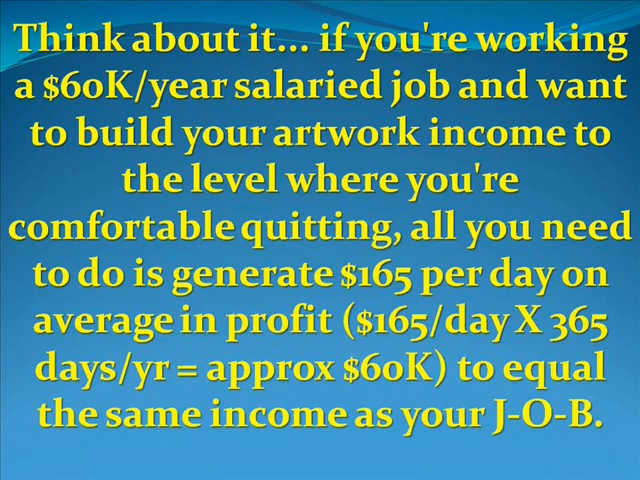 Think about it... if you're working
a $60K/year salaried job and want
to build your artwork income to
the level where you're
comfortable quitting, all you need
to do is generate $165 per day on
average in profit ($165/day X 365
days/yr = approx $60K) to equal
the same income as your J-O-B.